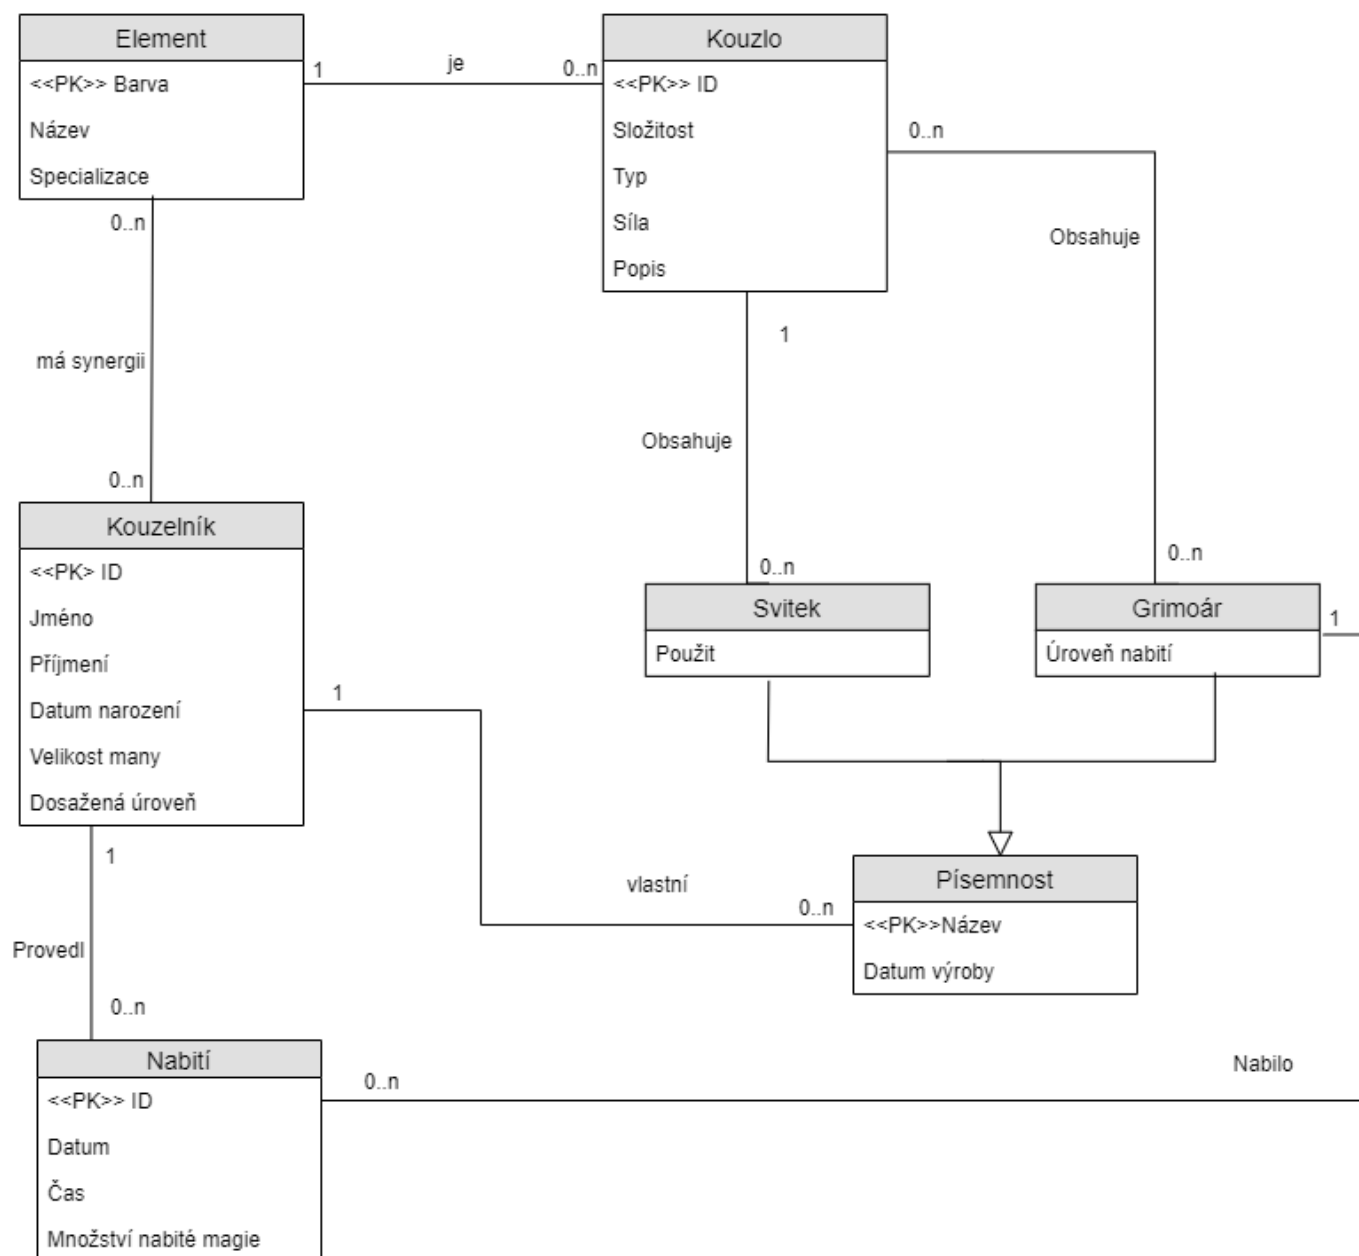 Element
<<PK>> Barva
Název
Specializace
1
je
0..n
Kouzlo
<<PK>> ID
Složitost
Typ
Síla
Popis
0..n
Obsahuje
0..n
0..n
má synergii
0..n
1
Obsahuje
0..n
Kouzelník
<<PK> ID
Jméno
Příjmení
Datum narození
Velikost many
Dosažená úroveň
Svitek
Použit
Grimoár
Úroveň nabití
1
1
vlastní
0..n
Písemnost
<<PK>>Název
Datum výroby
1
Provedl
0..n
Nabití
<<PK>> ID
Datum
Čas
Množství nabité magie
0..n
Nabilo